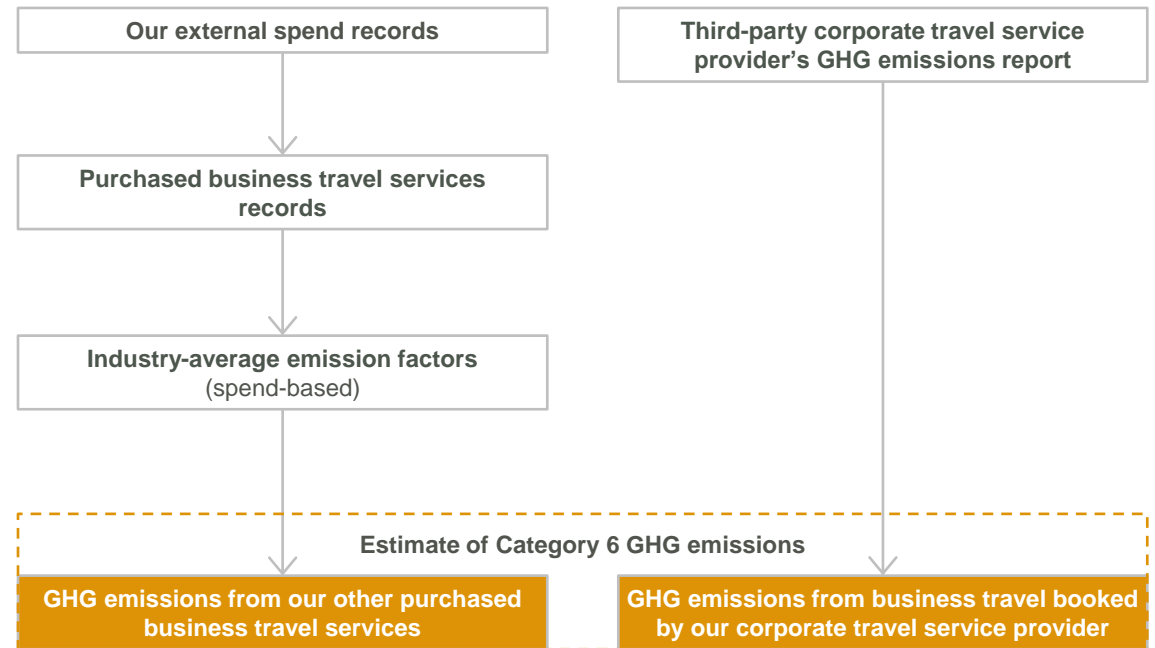 Our external spend records
Third-party corporate travel service
provider’s GHG emissions report
Purchased business travel services
records
Industry-average emission factors
(spend-based)
Estimate of Category 6 GHG emissions
GHG emissions from our other purchased
business travel services
GHG emissions from business travel booked
by our corporate travel service provider